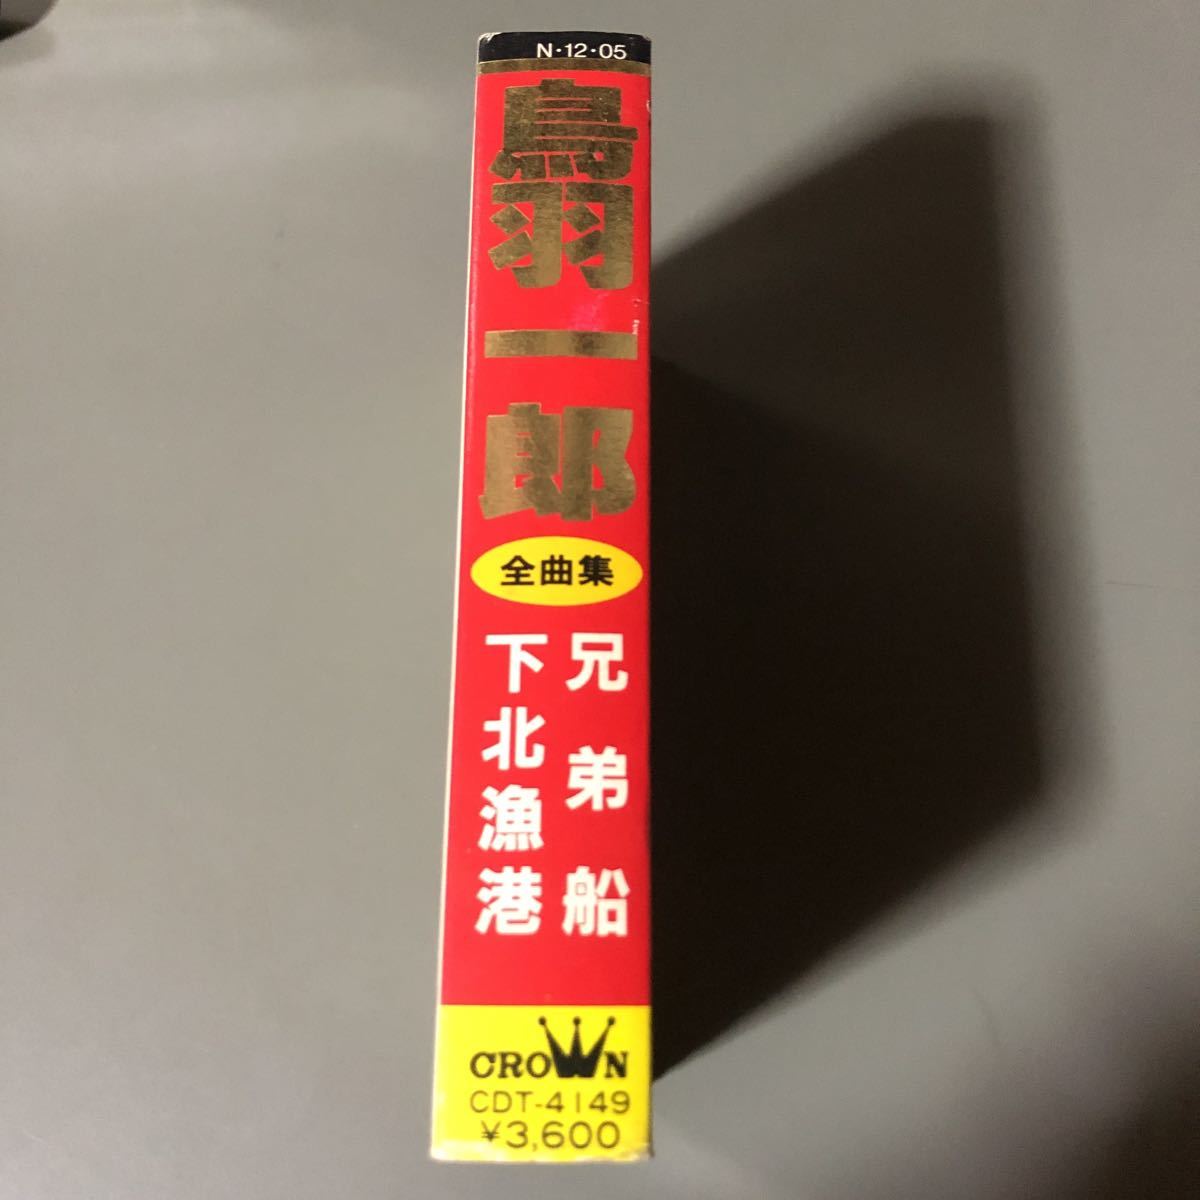 N・12・05
鳥羽一郎
全曲集
兄弟船
下北漁港
CROWN
CDT-4149
¥3,600